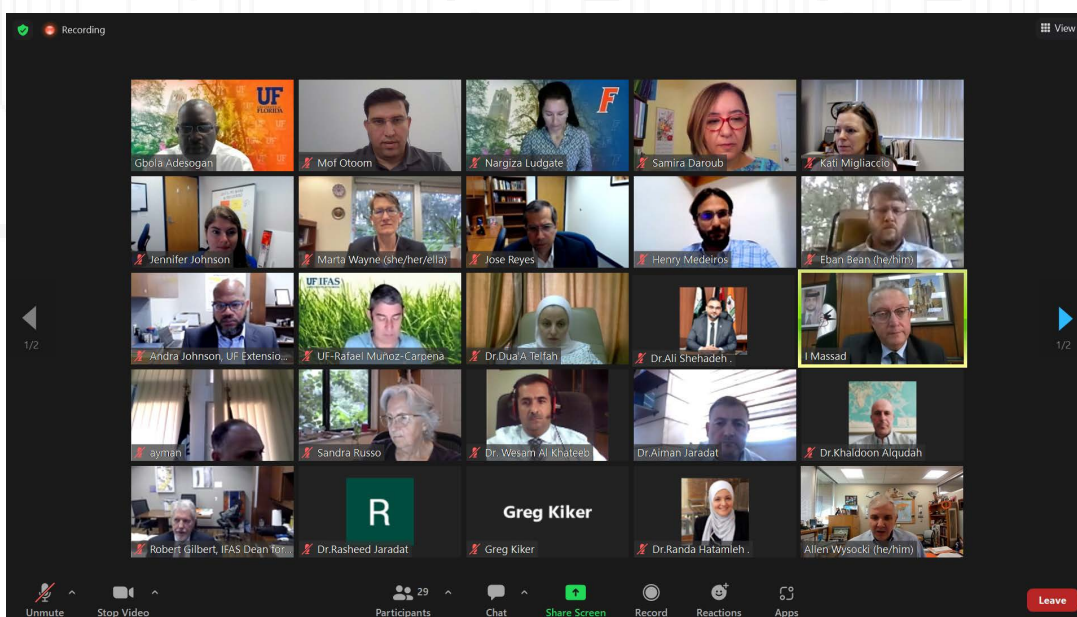 Recording
View
UF
FLORIDA
Gbola Adesogan
Mof Otoom
F
Nargiza Ludgate
Samira Daroub
Kati Migliaccio
Jennifer Johnson
Marta Wayne (she/her/ella)
Jose Reyes
Henry Medeiros
Eban Bean (he/him)
Andra Johnson, UF Extensio...
UF IFAS
UF-Rafael Muñoz-Carpena
Dr.Dua'A Telfah
Dr.Ali Shehadeh .
I Massad
1/2
1/2
ayman
Sandra Russo
Dr. Wesam Al Khateeb
Dr.Aiman Jaradat
Dr.Khaldoon Alqudah
Robert Gilbert, IFAS Dean for...
R
Dr.Rasheed Jaradat
Greg Kiker
Greg Kiker
Dr.Randa Hatamleh .
Allen Wysocki (he/him)
Unmute
Stop Video
29
Participants
Chat
Share Screen
Record
Reactions
Apps
Leave